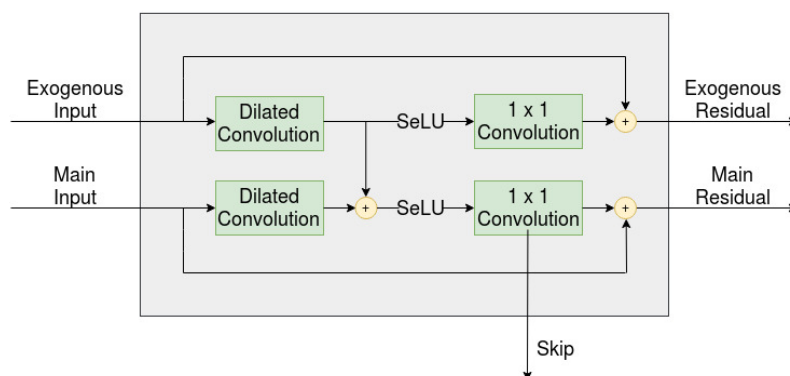 Exogenous
Input
Dilated
Convolution
SeLU
1 x 1
Convolution
+
Exogenous
Residual
Main
Input
Dilated
Convolution
+
SeLU
1 x 1
Convolution
+
Main
Residual
Skip